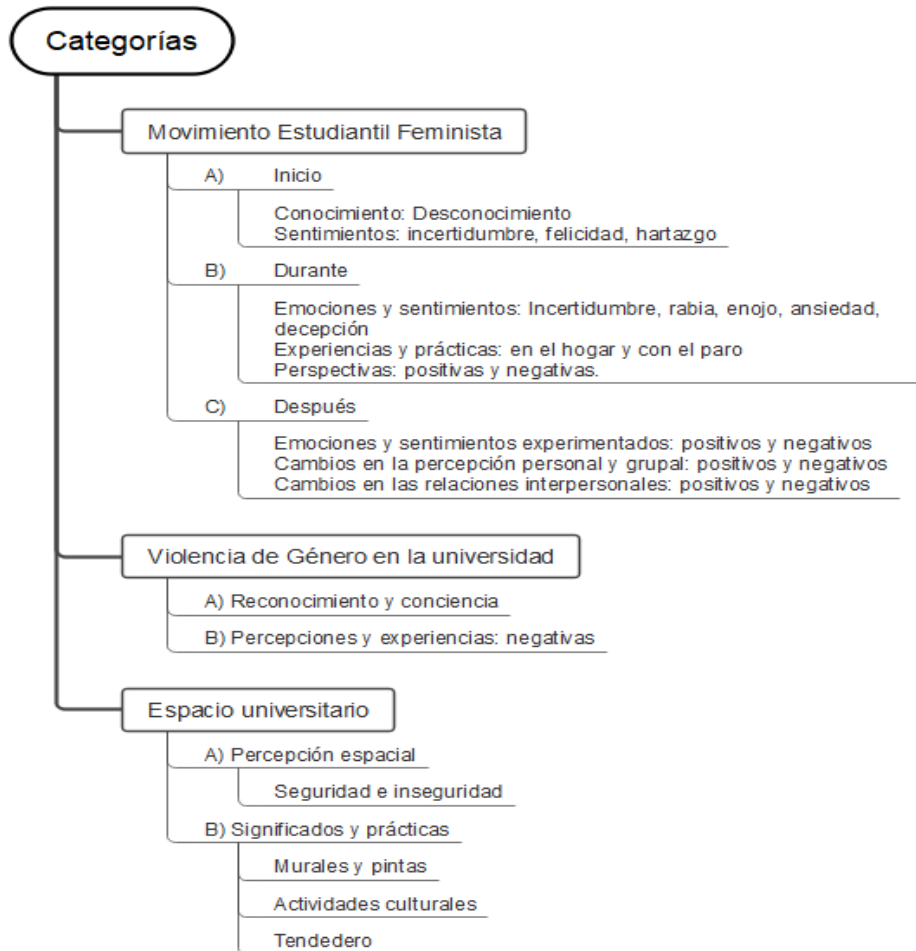 Categorías
Movimiento Estudiantil Feminista
A) Inicio
Conocimiento: Desconocimiento
Sentimientos: incertidumbre, felicidad, hartazgo
B) Durante
Emociones y sentimientos: Incertidumbre, rabia, enojo, ansiedad,
decepción
Experiencias y prácticas: en el hogar y con el paro
Perspectivas: positivas y negativas.
C) Después
Emociones y sentimientos experimentados: positivos y negativos
Cambios en la percepción personal y grupal: positivos y negativos
Cambios en las relaciones interpersonales: positivos y negativos
Violencia de Género en la universidad
A) Reconocimiento y conciencia
B) Percepciones y experiencias: negativas
Espacio universitario
A) Percepción espacial
Seguridad e inseguridad
B) Significados y prácticas
Murales y pintas
Actividades culturales
Tendedero